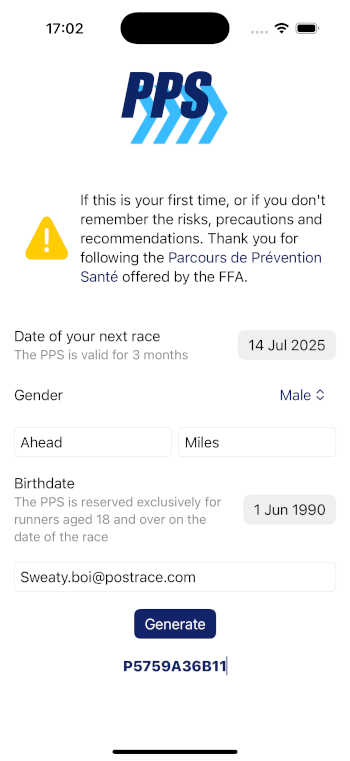 17:02
PPS
If this is your first time, or if you don't
remember the risks, precautions and
recommendations. Thank you for
following the Parcours de Prévention
Santé offered by the FFA.
Date of your next race
The PPS is valid for 3 months
14 Jul 2025
Gender
Male
Ahead
Miles
Birthdate
The PPS is reserved exclusively for
runners aged 18 and over on the
date of the race
1 Jun 1990
Sweaty.boi@postrace.com
Generate
P5759A36B11